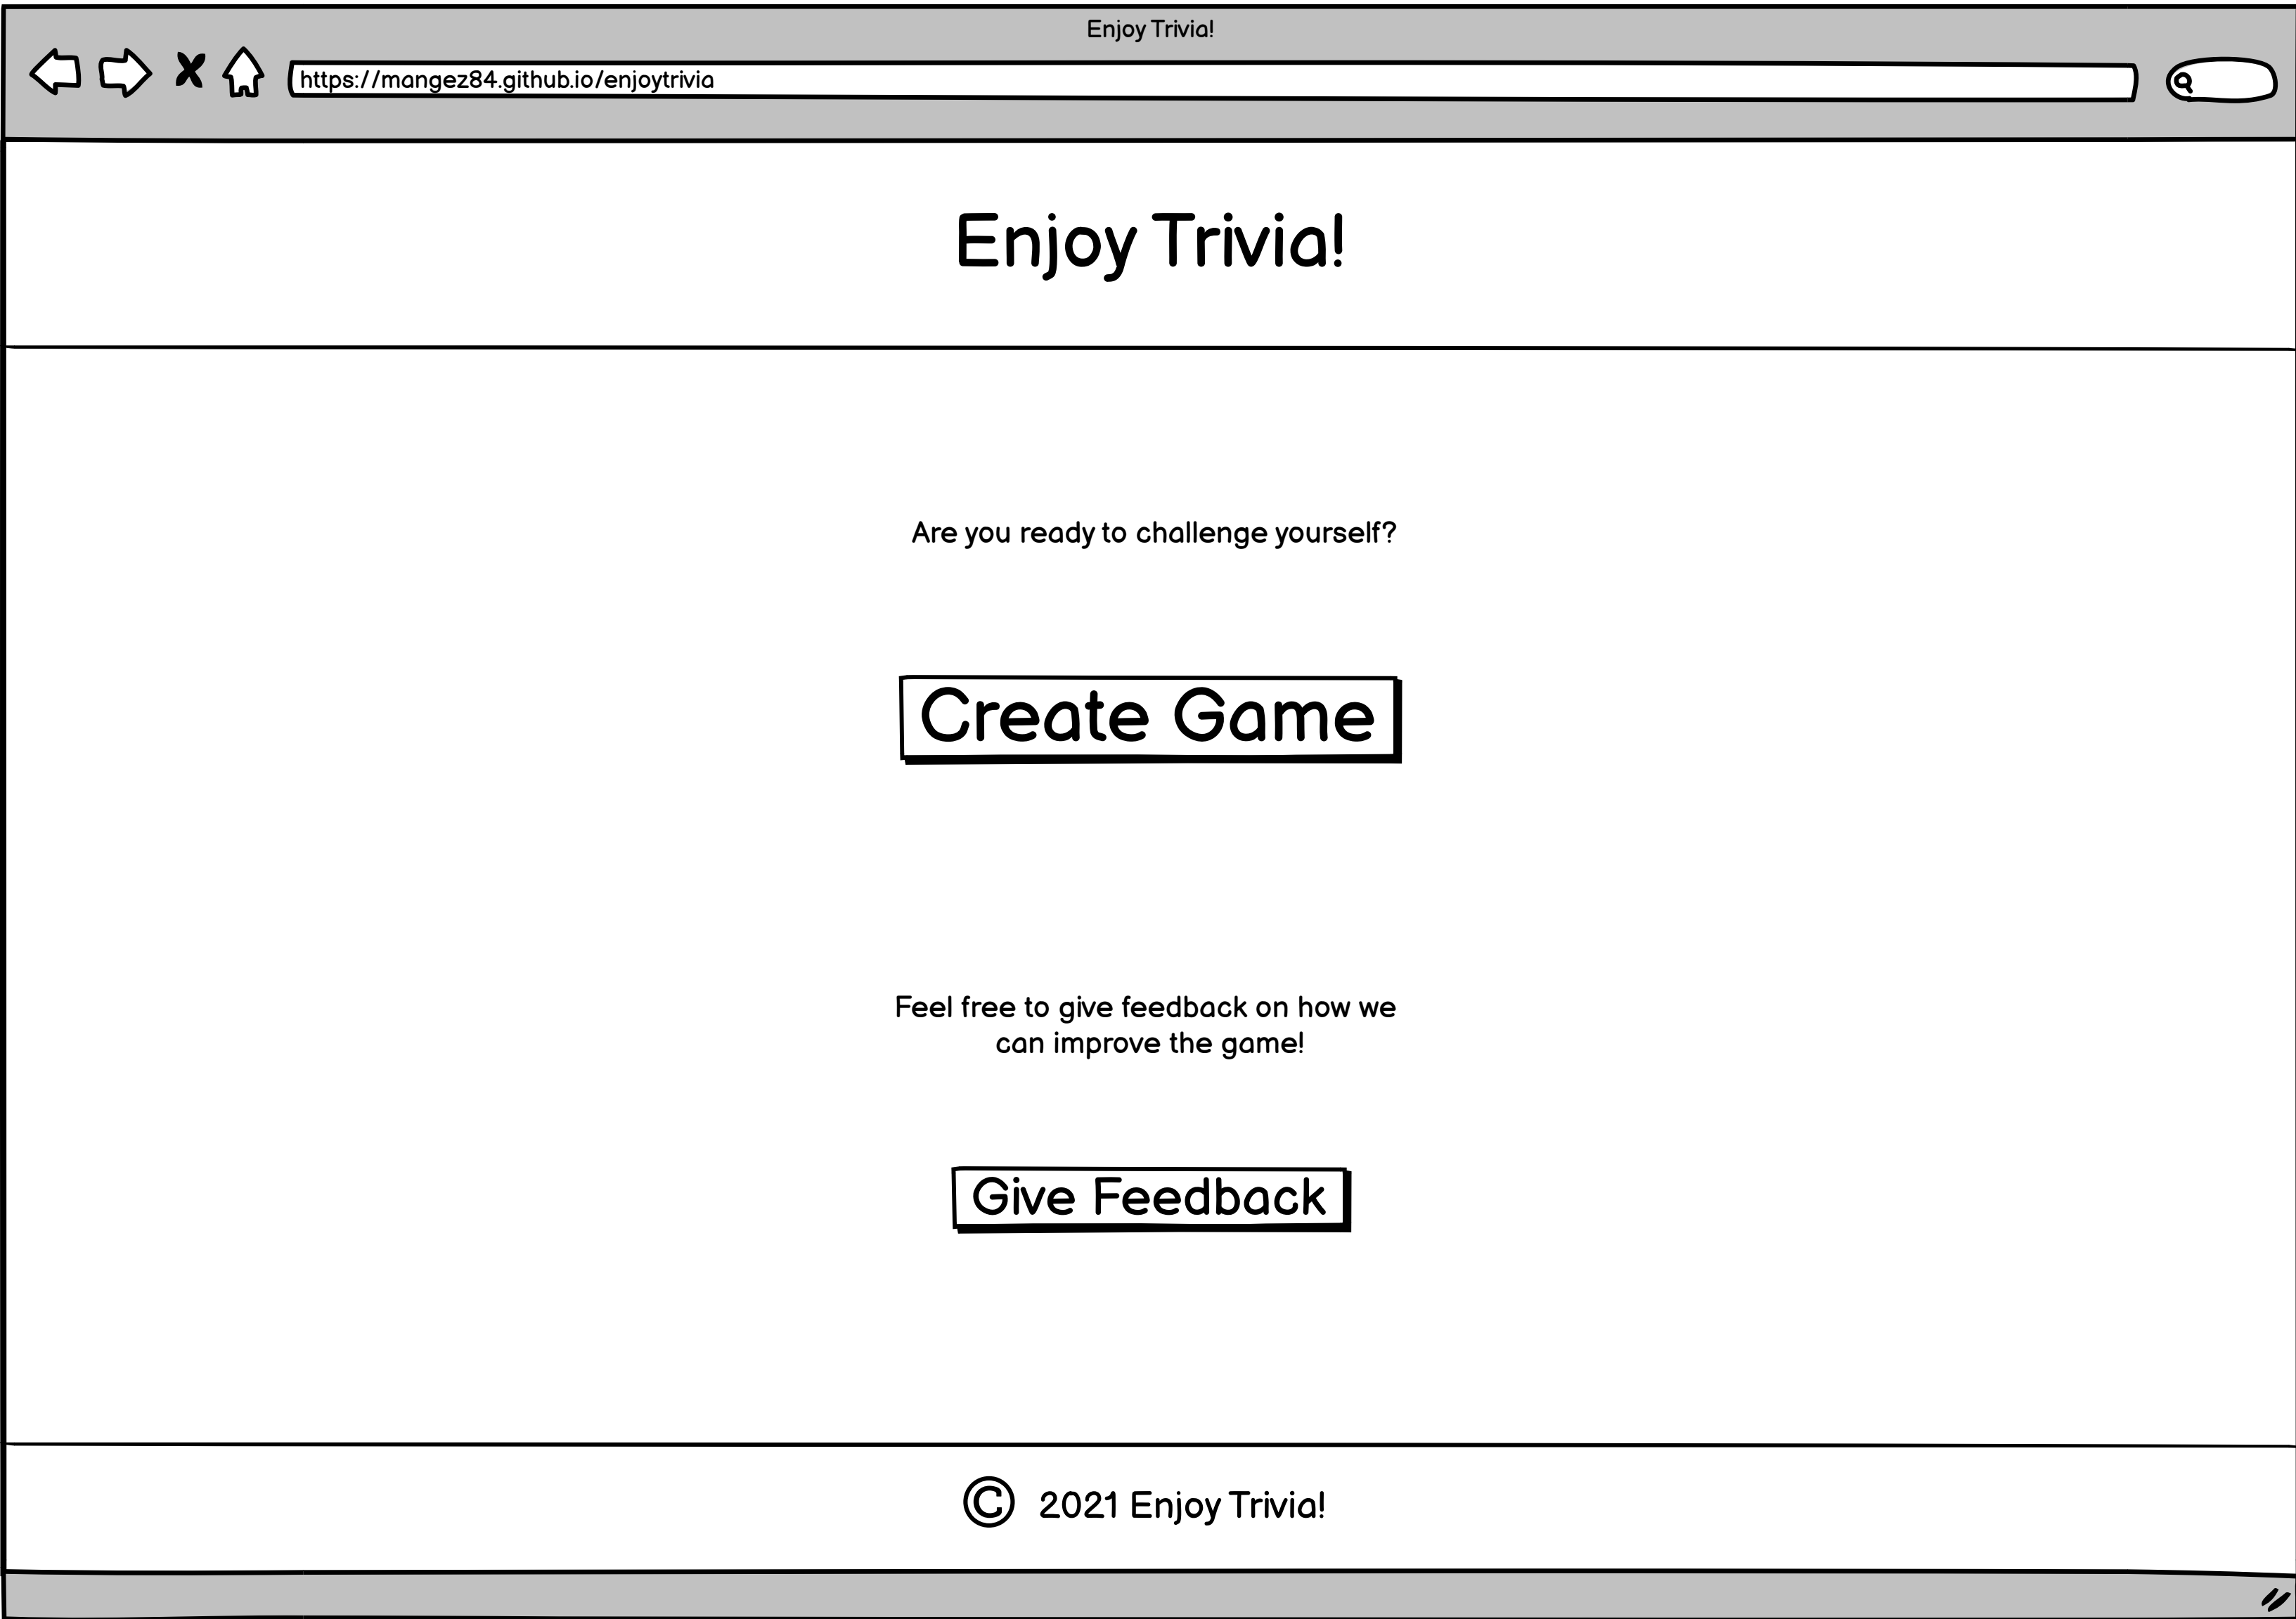 Enjoy Trivia!
https://mangez84.github.io/enjoytrivia
Enjoy Trivia!
Are you ready to challenge yourself?
Create Game
Feel free to give feedback on how we
can improve the game!
Give Feedback
© 2021 Enjoy Trivia!